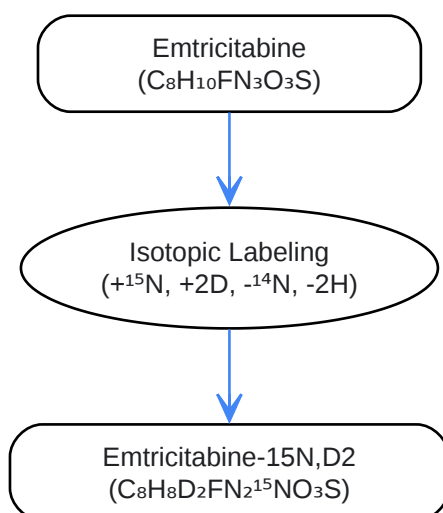 Emtricitabine
(C₈H₁₀FN₃O₃S)
Isotopic Labeling
(+¹⁵N, +2D, -¹⁴N, -2H)
Emtricitabine-15N,D2
(C₈H₈D₂FN₂¹⁵NO₃S)